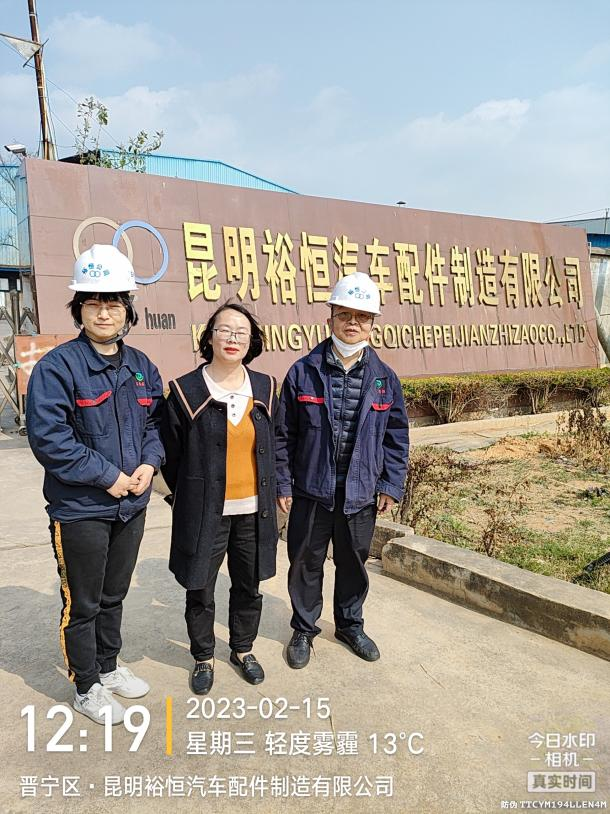 昆明裕恒汽车配件制造有限公司
huan
GQICHEPEIJIANZHIZAOCO.,LTD
12:19
2023-02-15
星期三 轻度雾霾 13°C
晋宁区·昆明裕恒汽车配件制造有限公司
今日水印
相机
真实时间
防伪 TTCYM194LLEN4M